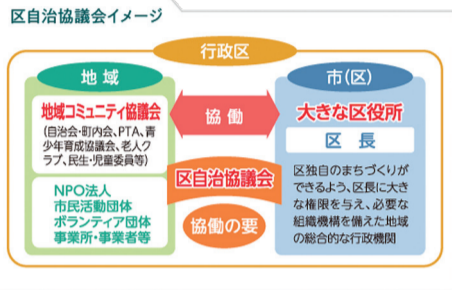 区自治協議会イメージ
行政区
地域
地域コミュニティ協議会
(自治会・町内会、PTA、青
少年育成協議会、老人ク
ラブ、民生・児童委員等)
NPO法人
市民活動団体
ボランティア団体
事業所・事業者等
協働
区自治協議会
協働の要
市(区)
大きな区役所
区長
区独自のまちづくりが
できるよう、区長に大き
な権限を与え、必要な
組織機構を備えた地域
の総合的な行政機関